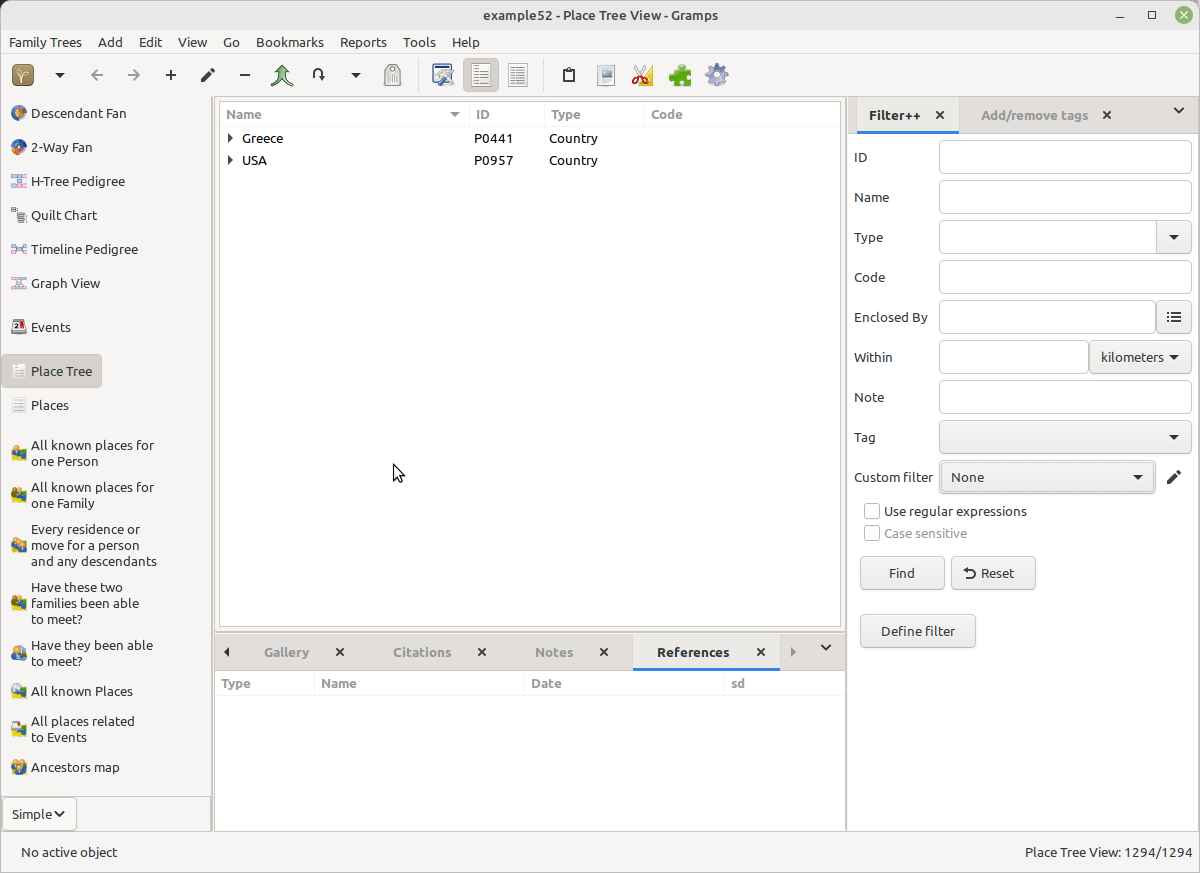 example52 - Place Tree View - Gramps
Family Trees Add Edit View Go Bookmarks Reports Tools Help
Descendant Fan
2-Way Fan
H-Tree Pedigree
Quilt Chart
Timeline Pedigree
Graph View
Events
Place Tree
Places
All known places for
one Person
All known places for
one Family
Every residence or
move for a person
and any descendants
Have these two
families been able
to meet?
Have they been able
to meet?
All known Places
All places related
to Events
Ancestors map
Simple
Name ID Type Code
Greece P0441 Country
USA P0957 Country
Gallery Citations Notes References
Type Name Date sd
Filter++ Add/remove tags
ID
Name
Type
Code
Enclosed By
Within kilometers
Note
Tag
Custom filter None
Use regular expressions
Case sensitive
Find Reset
Define filter
No active object Place Tree View: 1294/1294